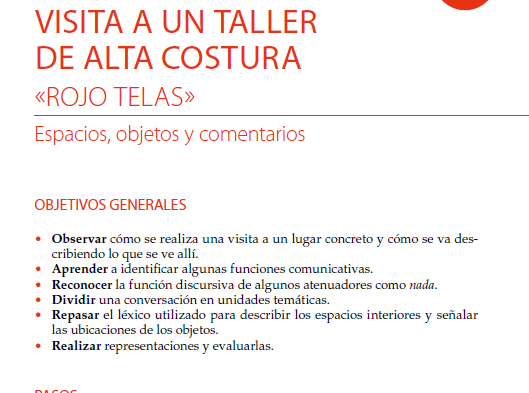 VISITA A UN TALLER
DE ALTA COSTURA
«ROJO TELAS»
Espacios, objetos y comentarios
OBJETIVOS GENERALES
• Observar cómo se realiza una visita a un lugar concreto y cómo se va des-
cribiendo lo que se ve allí.
• Aprender a identificar algunas funciones comunicativas.
• Reconocer la función discursiva de algunos atenuadores como nada.
• Dividir una conversación en unidades temáticas.
• Repasar el léxico utilizado para describir los espacios interiores y señalar
las ubicaciones de los objetos.
• Realizar representaciones y evaluarlas.
PASOS